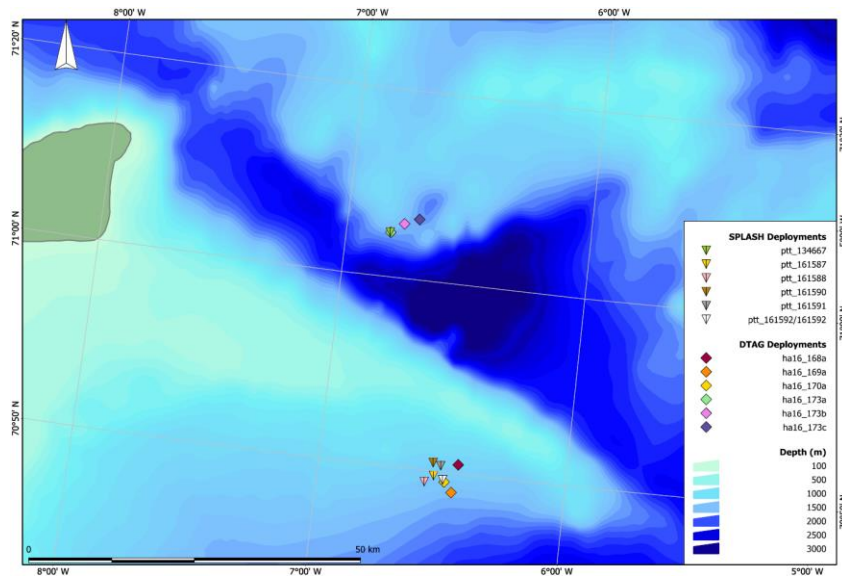 8°00' W 7°00' W 6°00' W
71°20' N
71°00' N
70°50' N
SPLASH Deployments
ptt_134667
ptt_161587
ptt_161588
ptt_161590
ptt_161591
ptt_161592/161592
DTAG Deployments
ha16_168a
ha16_169a
ha16_170a
ha16_173a
ha16_173b
ha16_173c
Depth (m)
100
500
1000
1500
2000
2500
3000
0 50 km
8°00' W 7°00' W 6°00' W 5°00' W